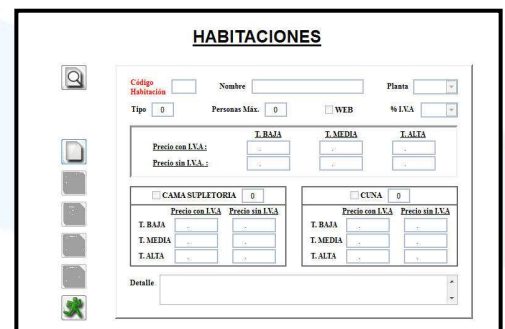 HABITACIONES
Código Habitación Nombre Planta
Tipo 0 Personas Máx. 0 WEB % I.V.A
T. BAJA T. MEDIA T. ALTA
Precio con I.V.A :
Precio sin I.V.A. :
CAMA SUPLETORIA 0 CUNA 0
Precio con I.V.A Precio sin I.V.A Precio con I.V.A Precio sin I.V.A
T. BAJA T. BAJA
T. MEDIA T. MEDIA
T. ALTA T. ALTA
Detalle